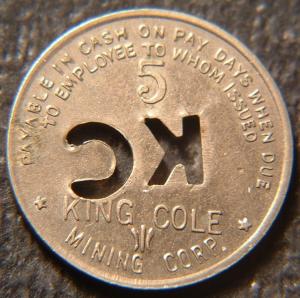 PAYABLE IN CASH ON PAY DAYS WHEN DUE
TO EMPLOYEE TO WHOM ISSUED
5
KC
KING COLE
MINING CORP.